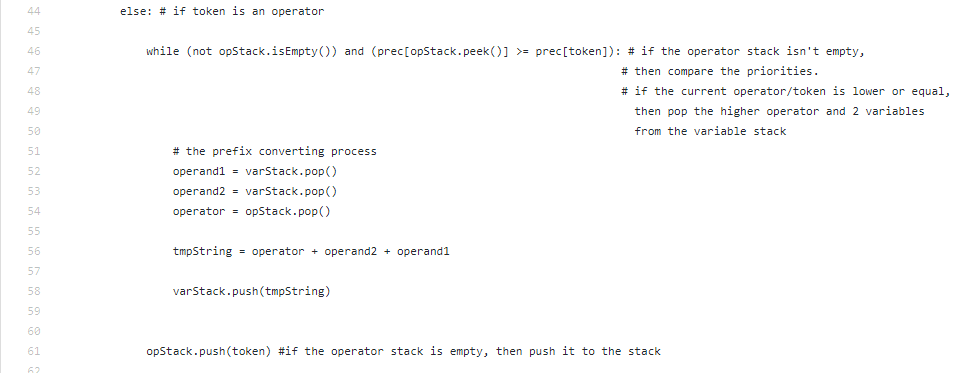 44 else: # if token is an operator
45
46 while (not opStack.isEmpty()) and (prec[opStack.peek()] >= prec[token]): # if the operator stack isn't empty,
47 # then compare the priorities.
48 # if the current operator/token is lower or equal,
49 then pop the higher operator and 2 variables
50 from the variable stack
51 # the prefix converting process
52 operand1 = varStack.pop()
53 operand2 = varStack.pop()
54 operator = opStack.pop()
55
56 tmpString = operator + operand2 + operand1
57
58 varStack.push(tmpString)
59
60
61 opStack.push(token) #if the operator stack is empty, then push it to the stack
62